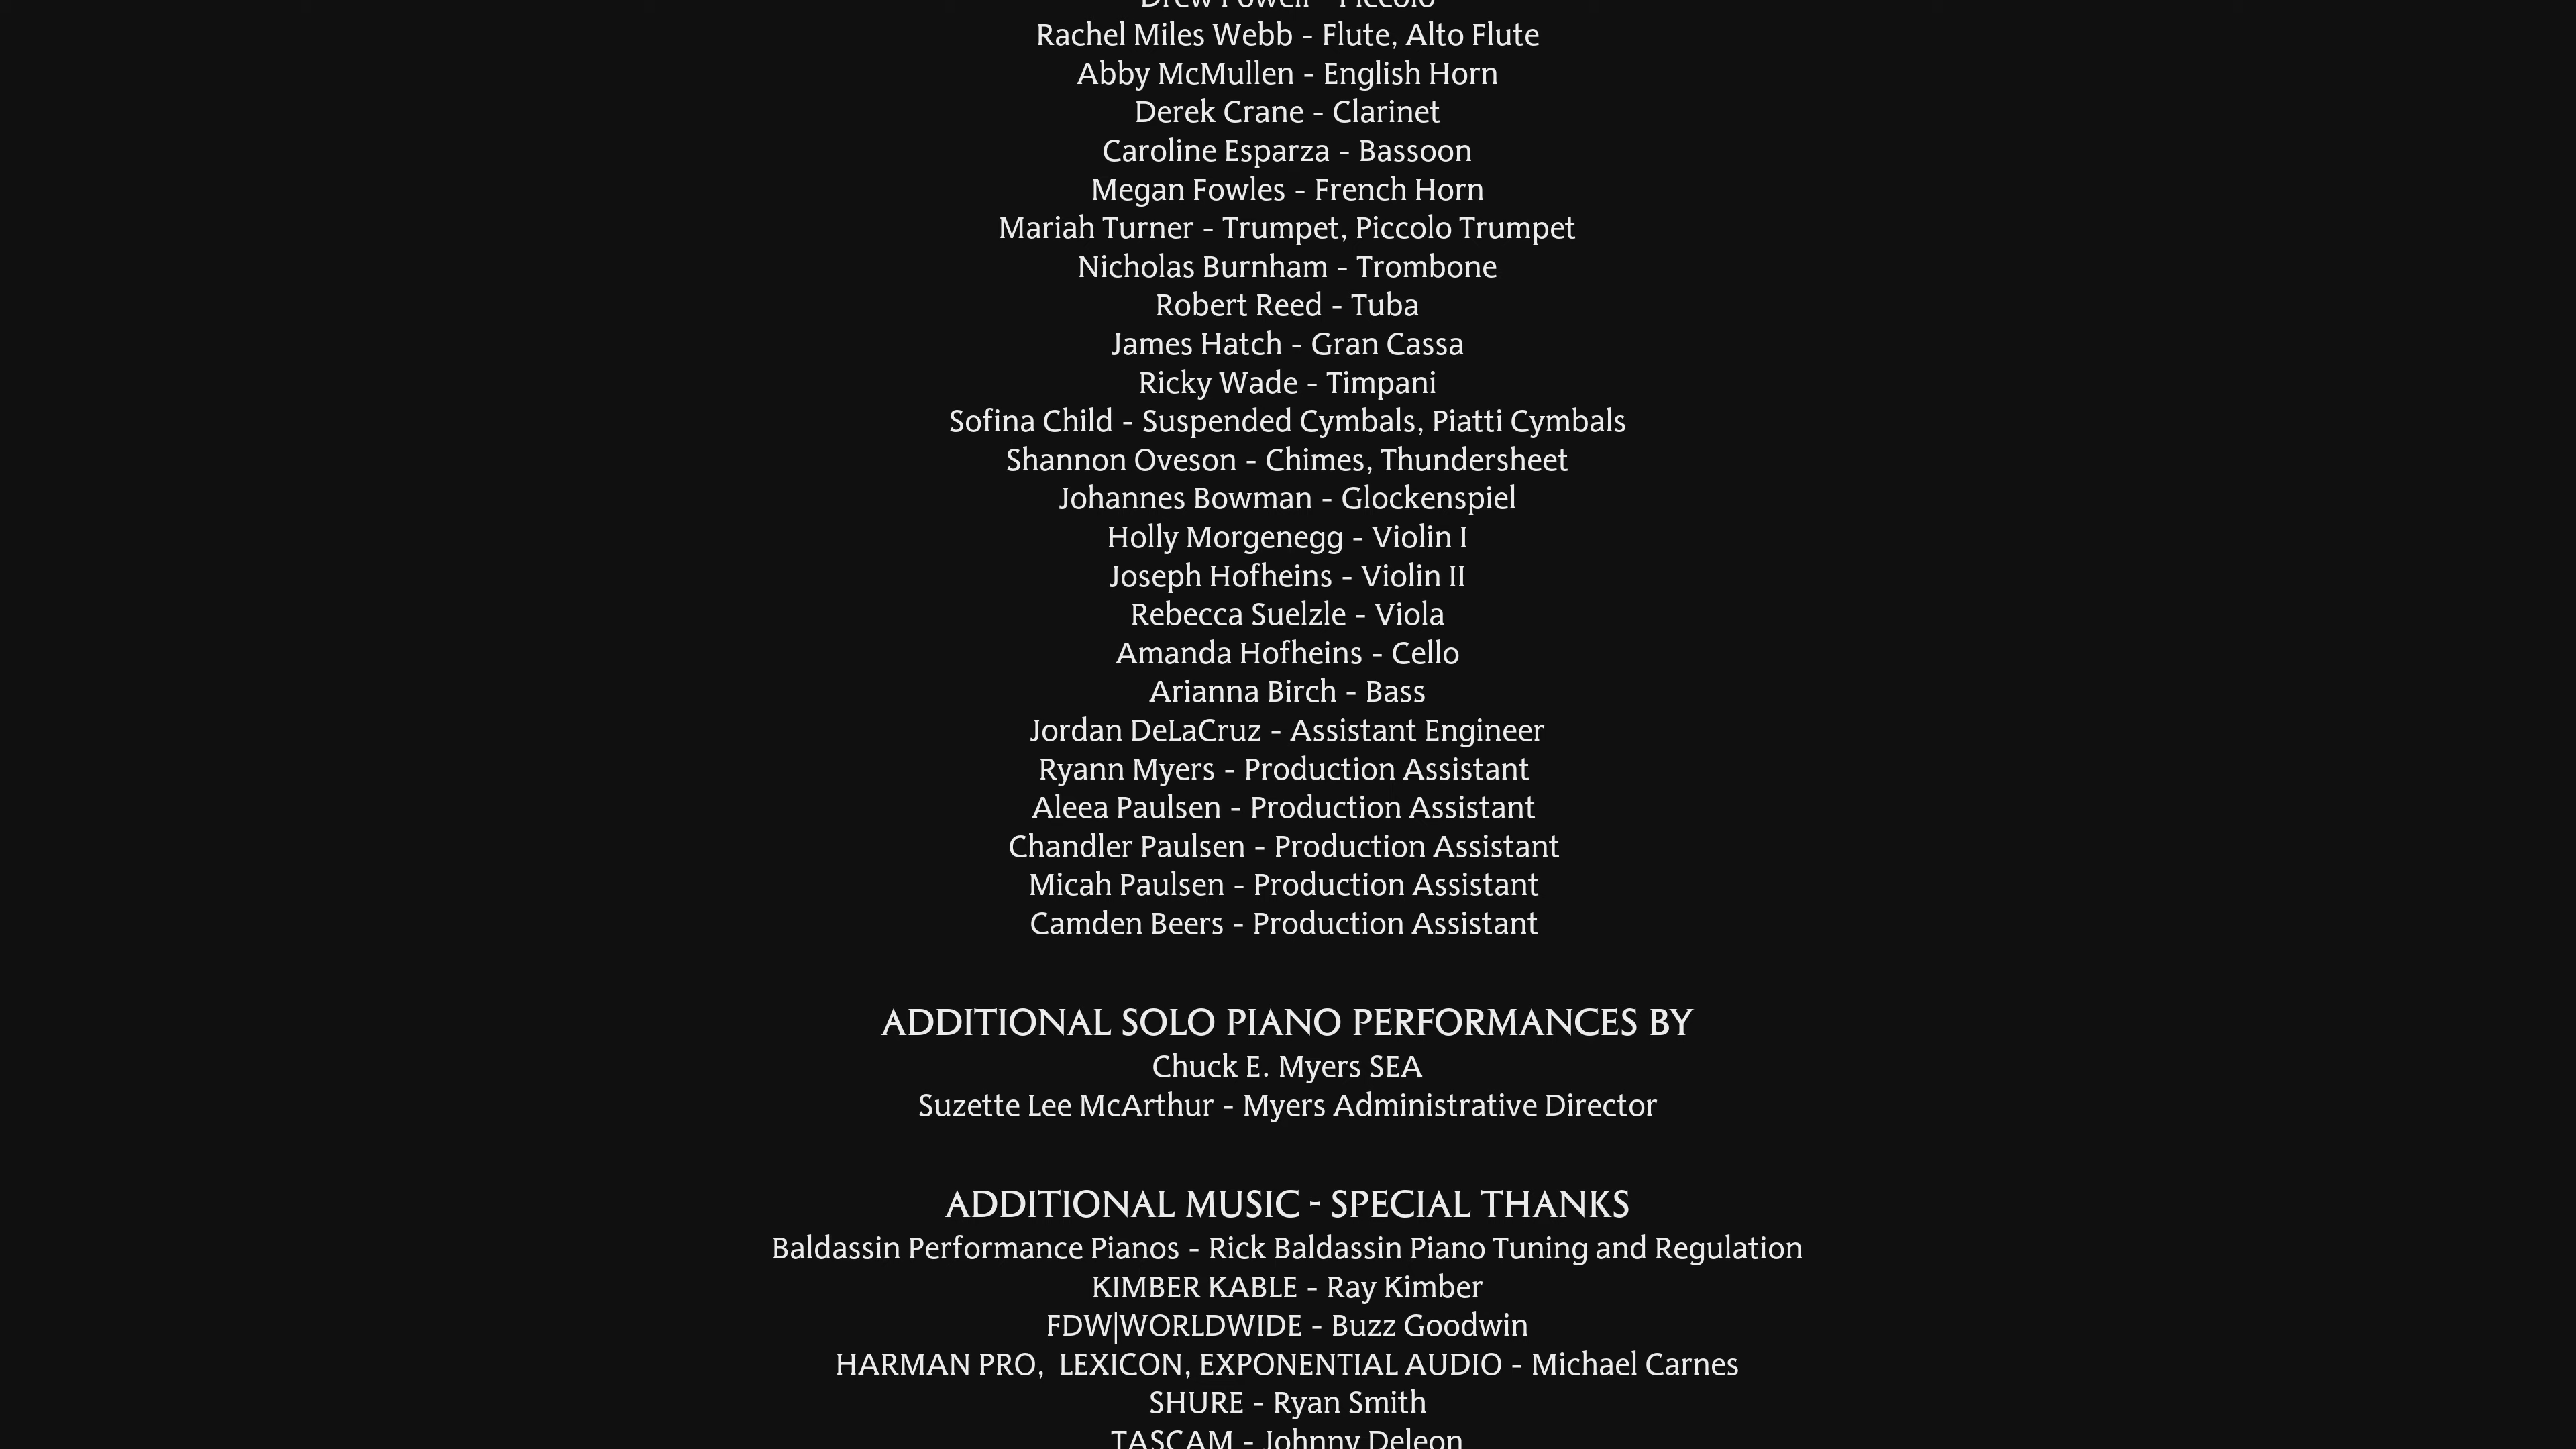 Drew Powell - Piccolo
Rachel Miles Webb - Flute, Alto Flute
Abby McMullen - English Horn
Derek Crane - Clarinet
Caroline Esparza - Bassoon
Megan Fowles - French Horn
Mariah Turner - Trumpet, Piccolo Trumpet
Nicholas Burnham - Trombone
Robert Reed - Tuba
James Hatch - Gran Cassa
Ricky Wade - Timpani
Sofina Child - Suspended Cymbals, Piatti Cymbals
Shannon Oveson - Chimes, Thundersheet
Johannes Bowman - Glockenspiel
Holly Morgenegg - Violin I
Joseph Hofheins - Violin II
Rebecca Suelzle - Viola
Amanda Hofheins - Cello
Arianna Birch - Bass
Jordan DeLaCruz - Assistant Engineer
Ryann Myers - Production Assistant
Aleea Paulsen - Production Assistant
Chandler Paulsen - Production Assistant
Micah Paulsen - Production Assistant
Camden Beers - Production Assistant
ADDITIONAL SOLO PIANO PERFORMANCES BY
Chuck E. Myers SEA
Suzette Lee McArthur - Myers Administrative Director
ADDITIONAL MUSIC - SPECIAL THANKS
Baldassin Performance Pianos - Rick Baldassin Piano Tuning and Regulation
KIMBER KABLE - Ray Kimber
FDW|WORLDWIDE - Buzz Goodwin
HARMAN PRO,  LEXICON, EXPONENTIAL AUDIO - Michael Carnes
SHURE - Ryan Smith
TASCAM - Johnny Deleon